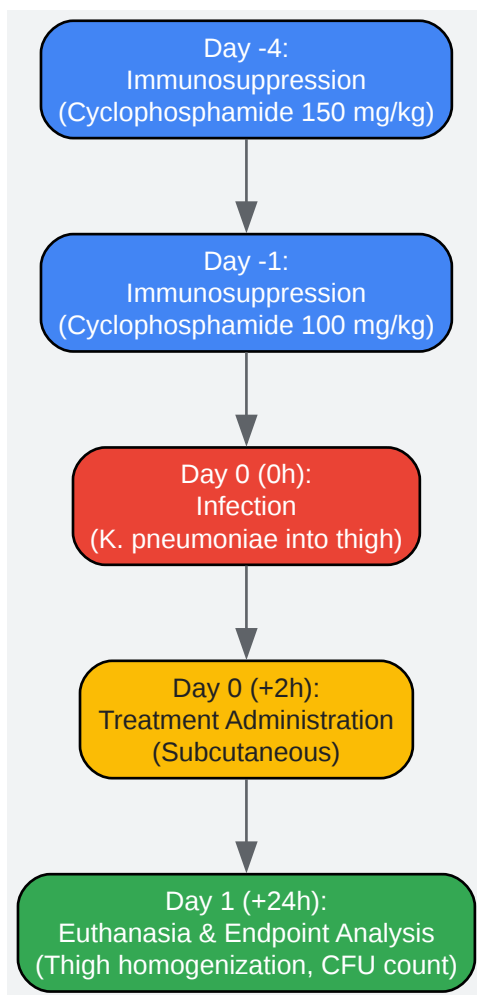 Day -4:
Immunosuppression
(Cyclophosphamide 150 mg/kg)
Day -1:
Immunosuppression
(Cyclophosphamide 100 mg/kg)
Day 0 (0h):
Infection
(K. pneumoniae into thigh)
Day 0 (+2h):
Treatment Administration
(Subcutaneous)
Day 1 (+24h):
Euthanasia & Endpoint Analysis
(Thigh homogenization, CFU count)